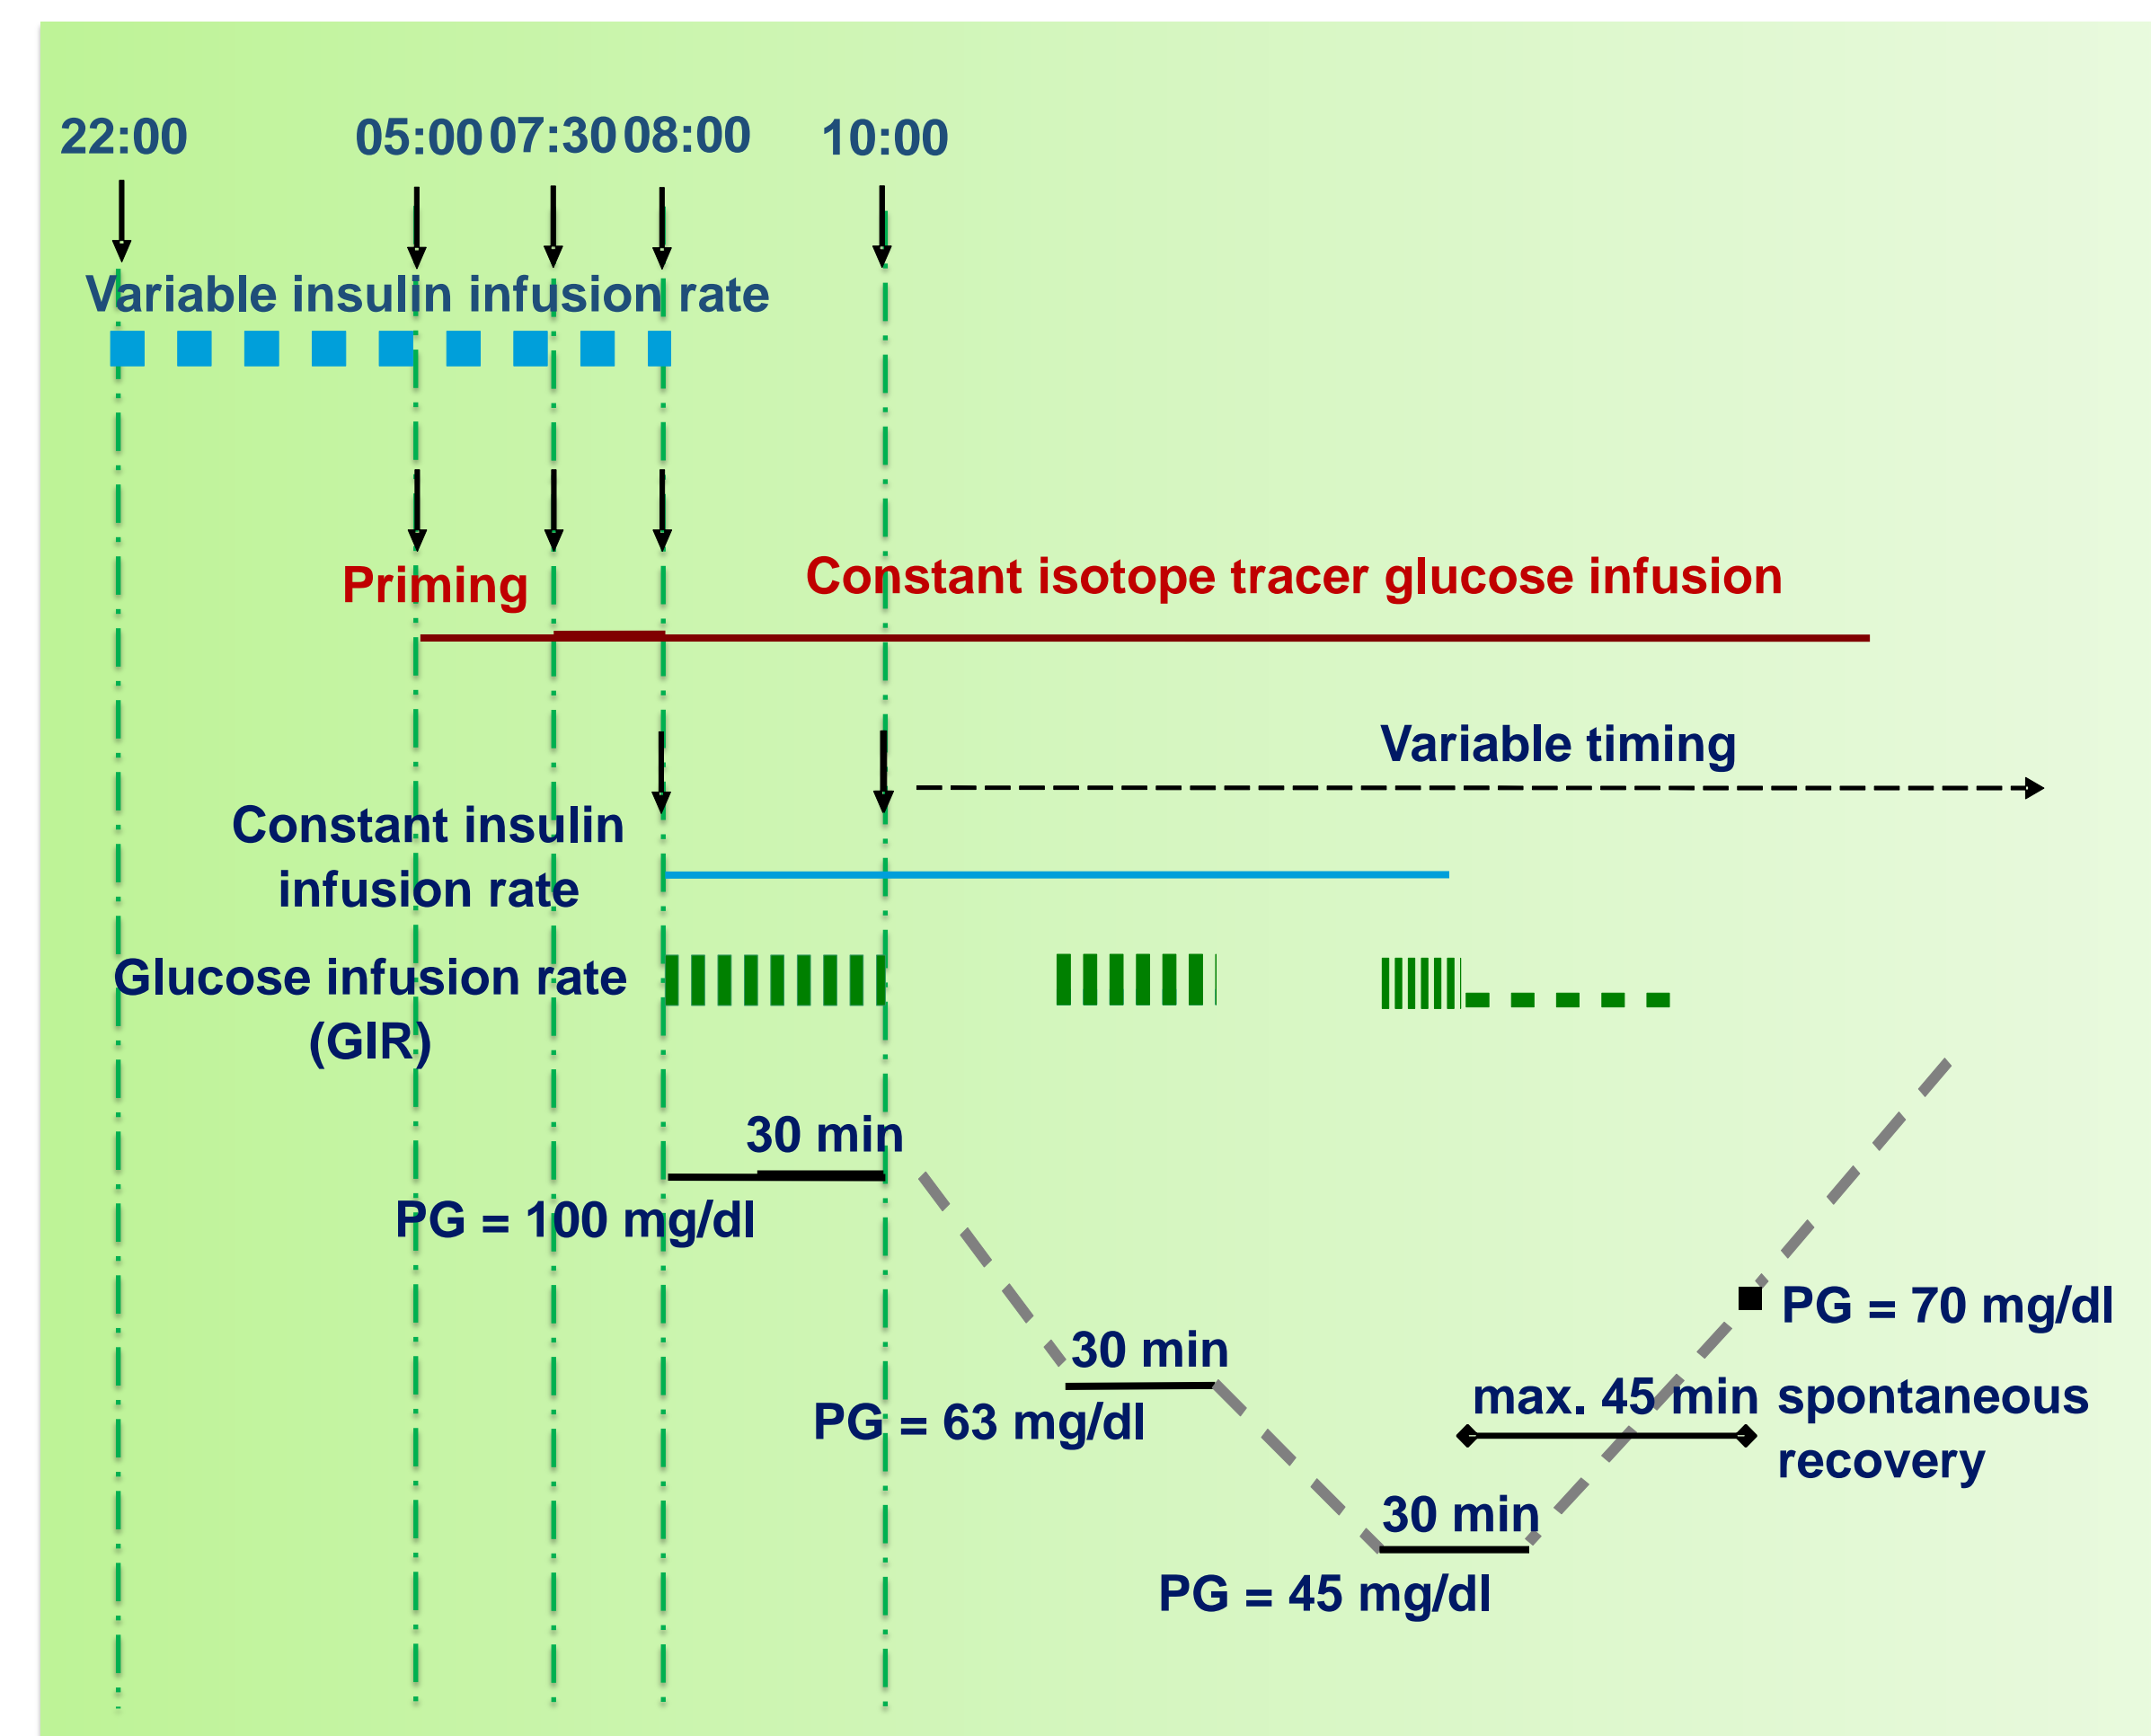 22:00 05:00 07:30 08:00 10:00
Variable insulin infusion rate
Priming
Constant isotope tracer glucose infusion
Variable timing
Constant insulin
infusion rate
Glucose infusion rate
(GIR)
30 min
PG = 100 mg/dl
PG = 70 mg/dl
30 min
PG = 63 mg/dl
max. 45 min spontaneous
recovery
30 min
PG = 45 mg/dl